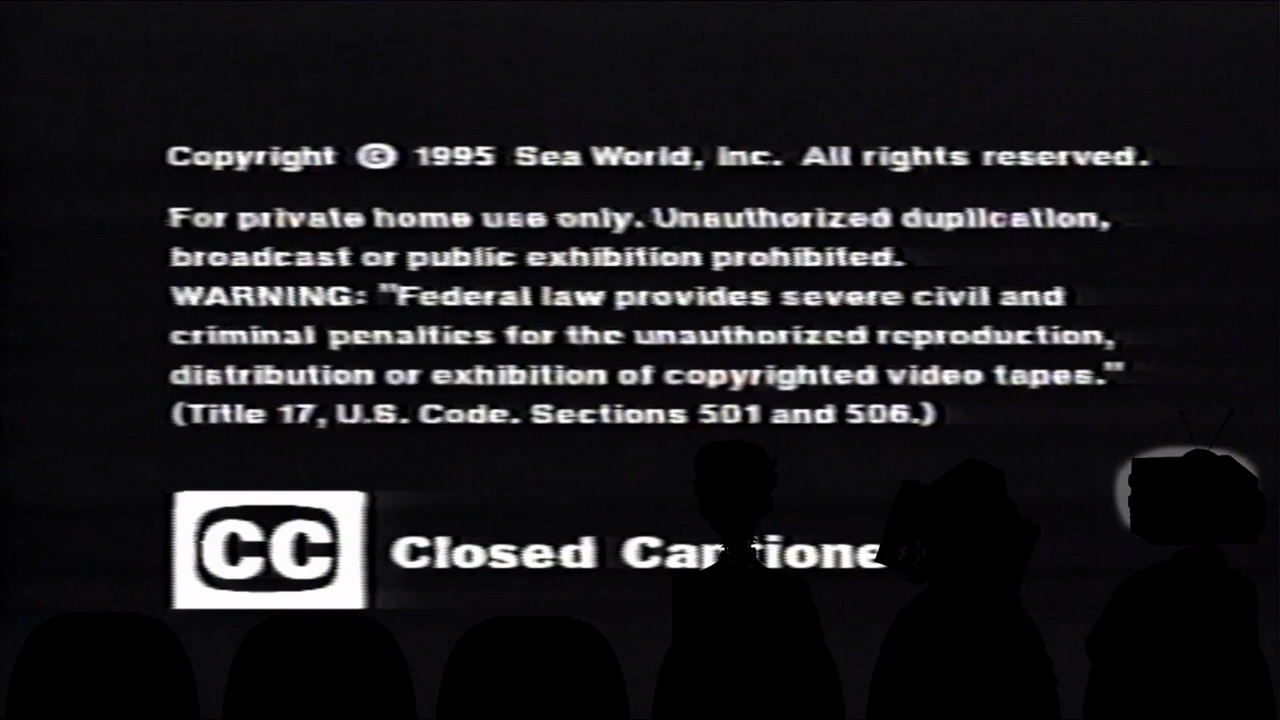 Copyright © 1995 Sea World, Inc. All rights reserved.
For private home use only. Unauthorized duplication,
broadcast or public exhibition prohibited.
WARNING: "Federal law provides severe civil and
criminal penalties for the unauthorized reproduction,
distribution or exhibition of copyrighted video tapes."
(Title 17, U.S. Code. Sections 501 and 506.)
CC Closed